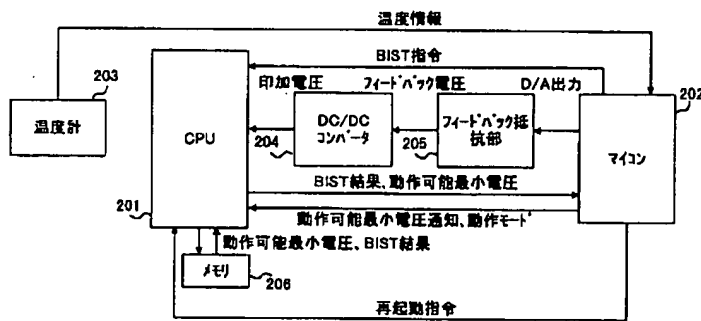 温度情報
BIST指令
印加電圧 フィードバック電圧 D/A出力
203
202
温度計
CPU
DC/DC
コンバータ
フィードバック抵
抗部
マイコン
204
205
BIST結果、動作可能最小電圧
201
動作可能最小電圧通知、動作モード
動作可能最小電圧、BIST結果
メモリ
206
再起動指令